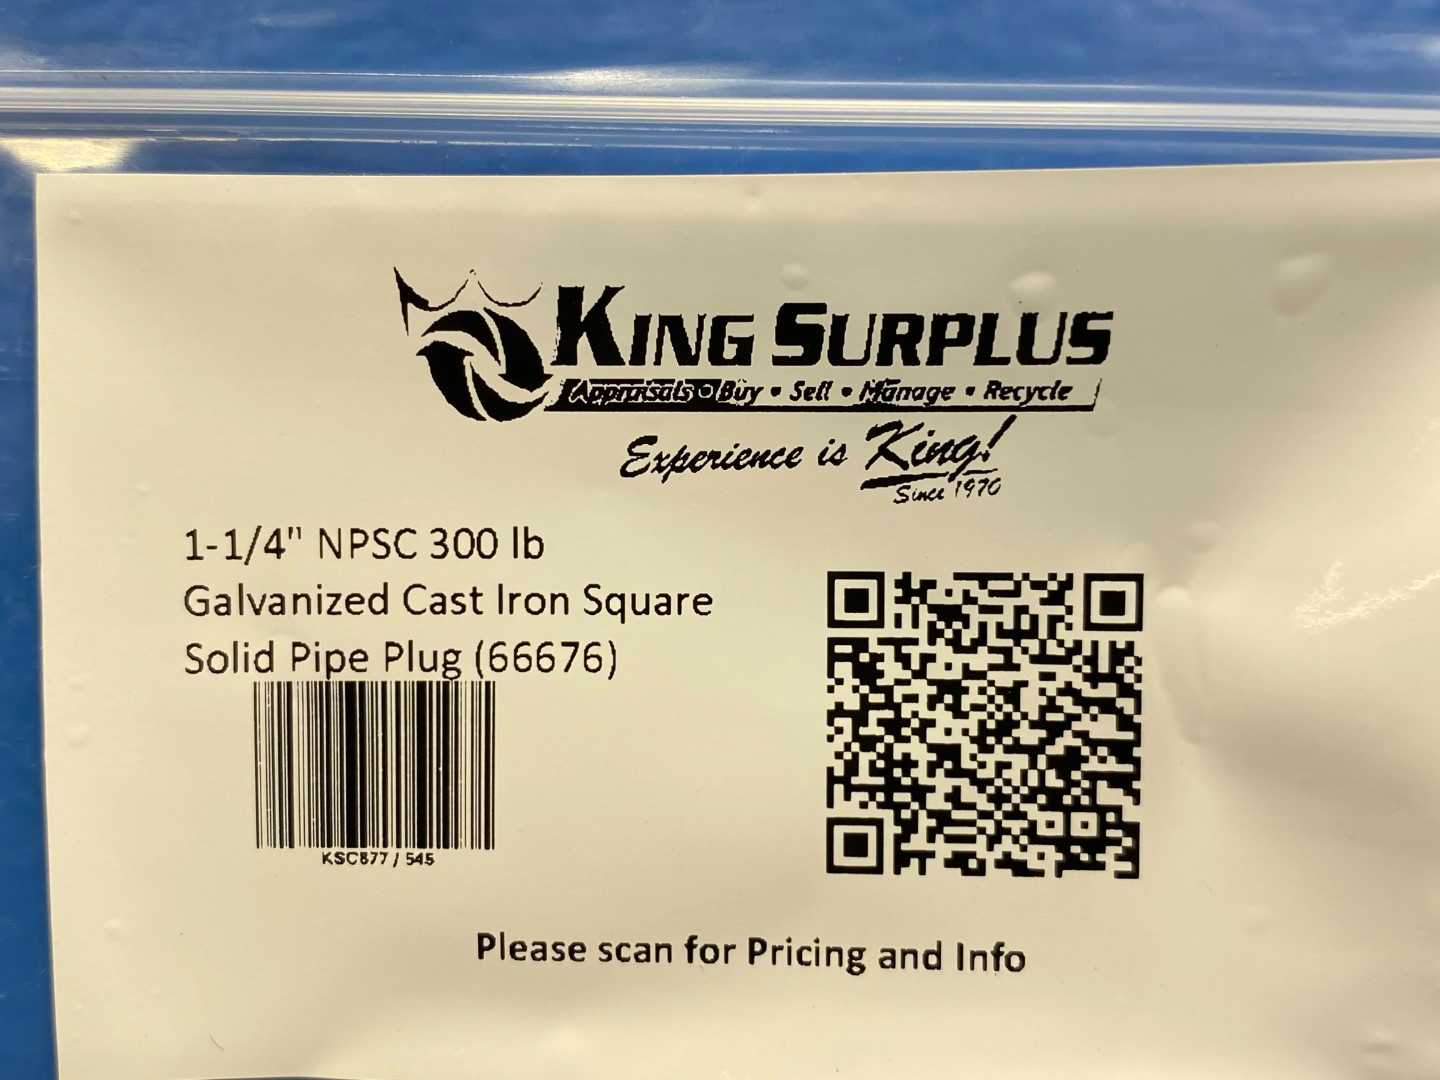 KING SURPLUS
Appraisals • Buy • Sell • Manage • Recycle
Experience is King!
Since 1970
1-1/4" NPSC 300 lb
Galvanized Cast Iron Square
Solid Pipe Plug (66676)
KSC877 / 545
Please scan for Pricing and Info